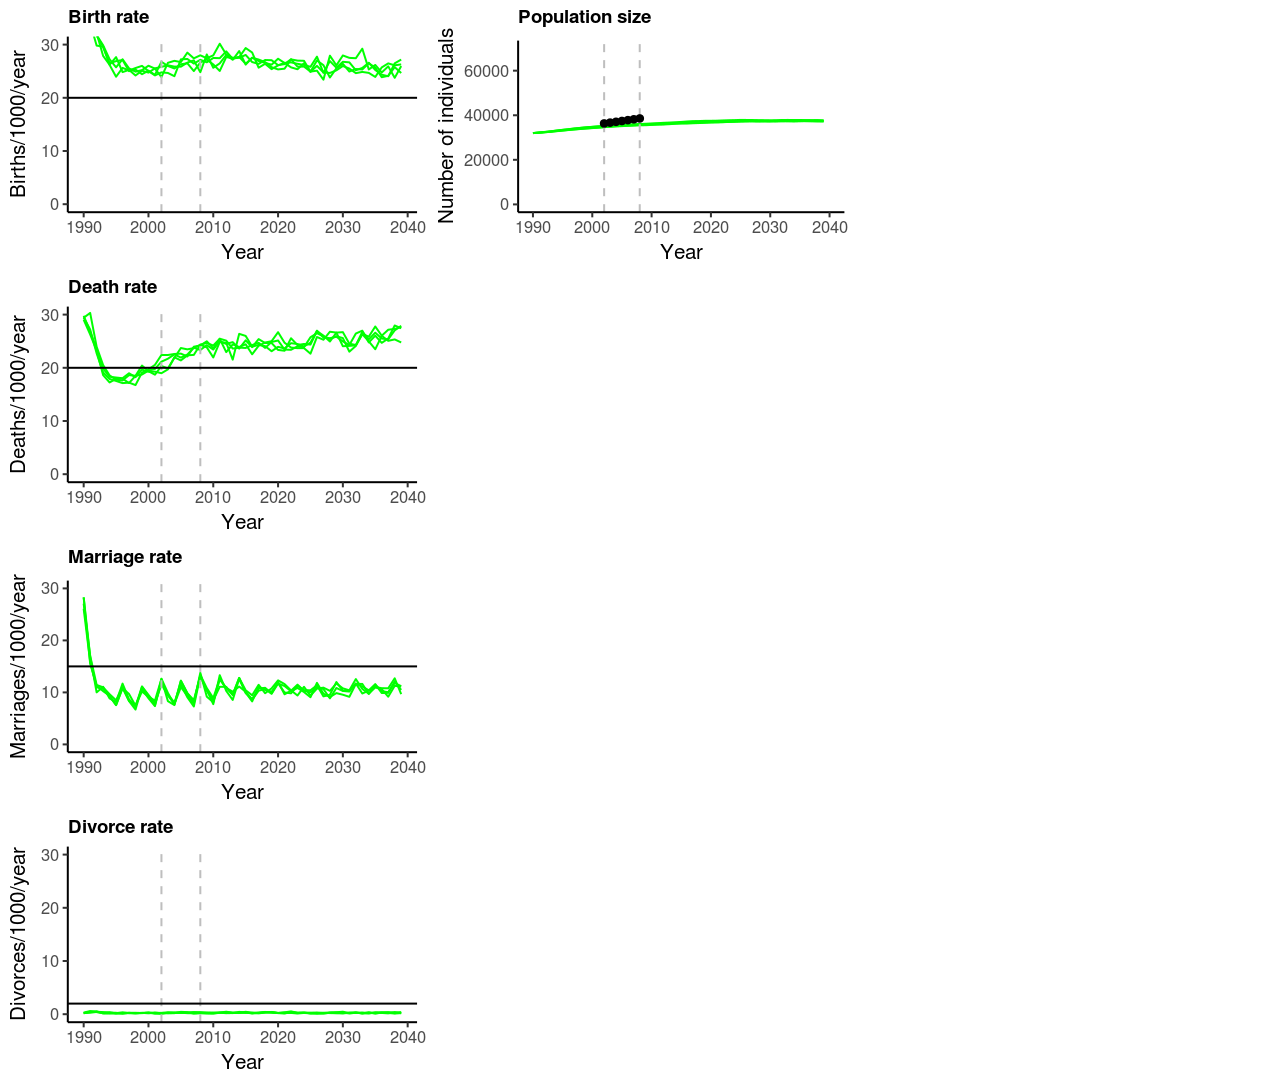 Birth rate
Births/1000/year
30
20
10
0
1990 2000 2010 2020 2030 2040
Year
Population size
Number of individuals
60000
40000
20000
0
1990 2000 2010 2020 2030 2040
Year
Death rate
Deaths/1000/year
30
20
10
0
1990 2000 2010 2020 2030 2040
Year
Marriage rate
Marriages/1000/year
30
20
10
0
1990 2000 2010 2020 2030 2040
Year
Divorce rate
Divorces/1000/year
30
20
10
0
1990 2000 2010 2020 2030 2040
Year